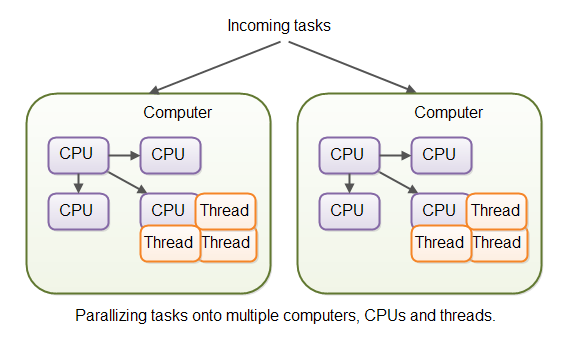 Incoming tasks
Computer
CPU CPU
CPU CPU Thread
Thread Thread
Computer
CPU CPU
CPU CPU Thread
Thread Thread
Parallizing tasks onto multiple computers, CPUs and threads.